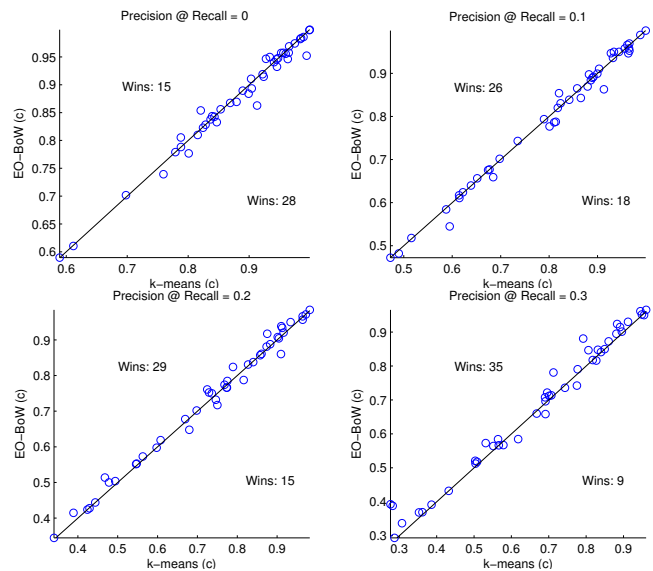 Precision @ Recall = 0
0.95
0.9
0.85
0.8
0.75
0.7
0.65
0.6
EO−BoW (c)
Wins: 15
Wins: 28
0.6 0.7 0.8 0.9
k−means (c)
Precision @ Recall = 0.1
0.9
0.8
0.7
0.6
0.5
EO−BoW (c)
Wins: 26
Wins: 18
0.5 0.6 0.7 0.8 0.9
k−means (c)
Precision @ Recall = 0.2
0.9
0.8
0.7
0.6
0.5
0.4
EO−BoW (c)
Wins: 29
Wins: 15
0.4 0.5 0.6 0.7 0.8 0.9
k−means (c)
Precision @ Recall = 0.3
0.9
0.8
0.7
0.6
0.5
0.4
0.3
EO−BoW (c)
Wins: 35
Wins: 9
0.3 0.4 0.5 0.6 0.7 0.8 0.9
k−means (c)